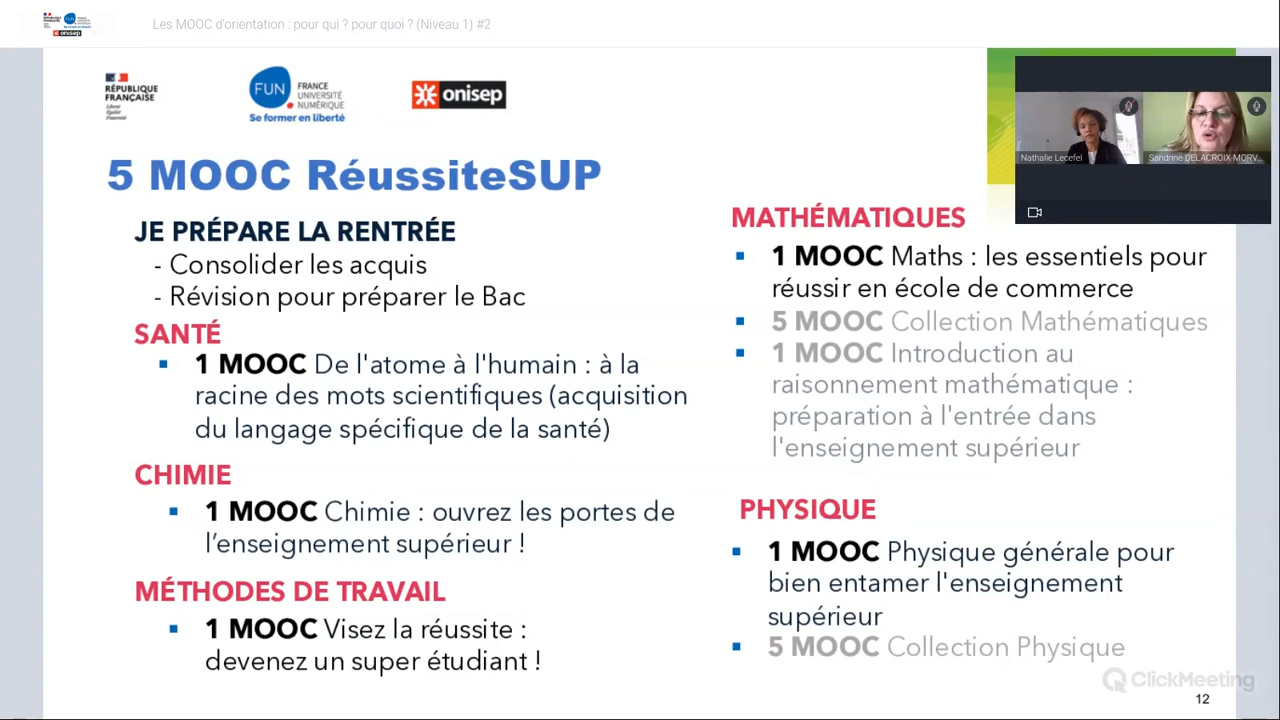 Les MOOC d'orientation : pour qui ? pour quoi ? (Niveau 1) #2
FUN
onisep
RÉPUBLIQUE
FRANÇAISE
Liberté
Égalité
Fraternité
FUN
FRANCE
UNIVERSITÉ
NUMÉRIQUE
Se former en liberté
onisep
Nathalie Lecefel
Sandrine DELACROIX-MORV...
5 MOOC RéussiteSUP
JE PRÉPARE LA RENTRÉE
- Consolider les acquis
- Révision pour préparer le Bac
SANTÉ
▪ 1 MOOC De l'atome à l'humain : à la
racine des mots scientifiques (acquisition
du langage spécifique de la santé)
CHIMIE
▪ 1 MOOC Chimie : ouvrez les portes de
l’enseignement supérieur !
MÉTHODES DE TRAVAIL
▪ 1 MOOC Visez la réussite :
devenez un super étudiant !
MATHÉMATIQUES
▪ 1 MOOC Maths : les essentiels pour
réussir en école de commerce
▪ 5 MOOC Collection Mathématiques
▪ 1 MOOC Introduction au
raisonnement mathématique :
préparation à l'entrée dans
l'enseignement supérieur
PHYSIQUE
▪ 1 MOOC Physique générale pour
bien entamer l'enseignement
supérieur
▪ 5 MOOC Collection Physique
ClickMeeting
12